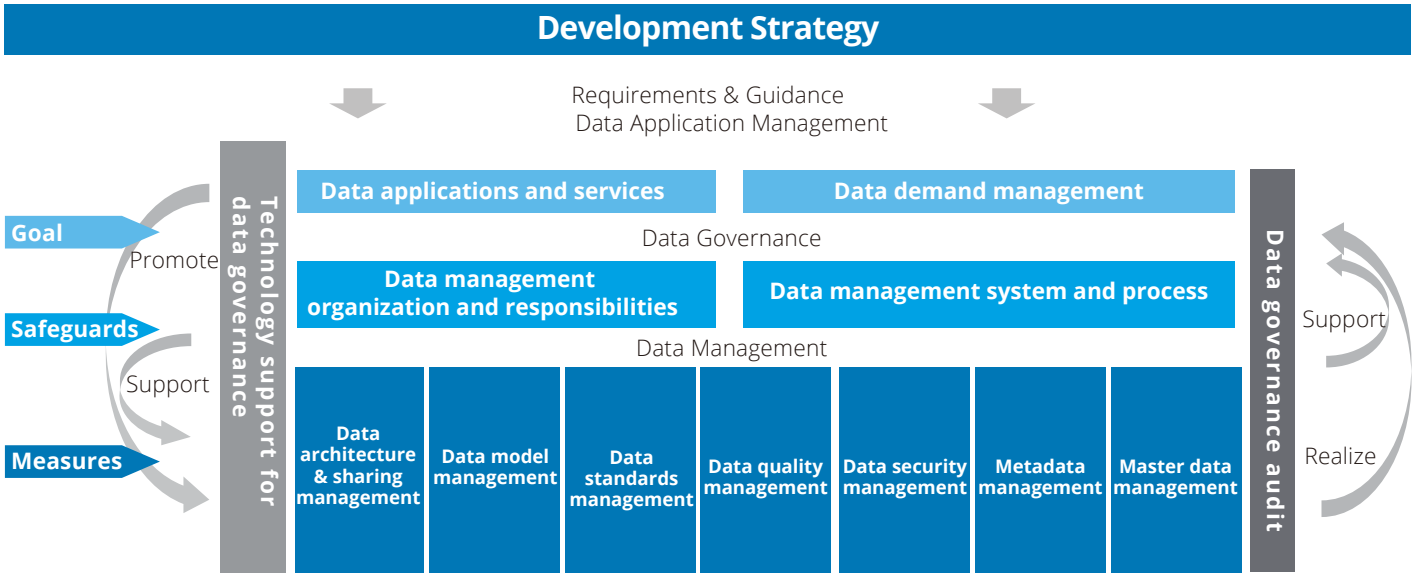 Development Strategy
Requirements & Guidance
Data Application Management
Goal
Promote
Safeguards
Support
Measures
Technology support for
data governance
Data applications and services
Data demand management
Data Governance
Data management
organization and responsibilities
Data management system and process
Data Management
Data
architecture
& sharing
management
Data model
management
Data
standards
management
Data quality
management
Data security
management
Metadata
management
Master data
management
Data governance audit
Support
Realize